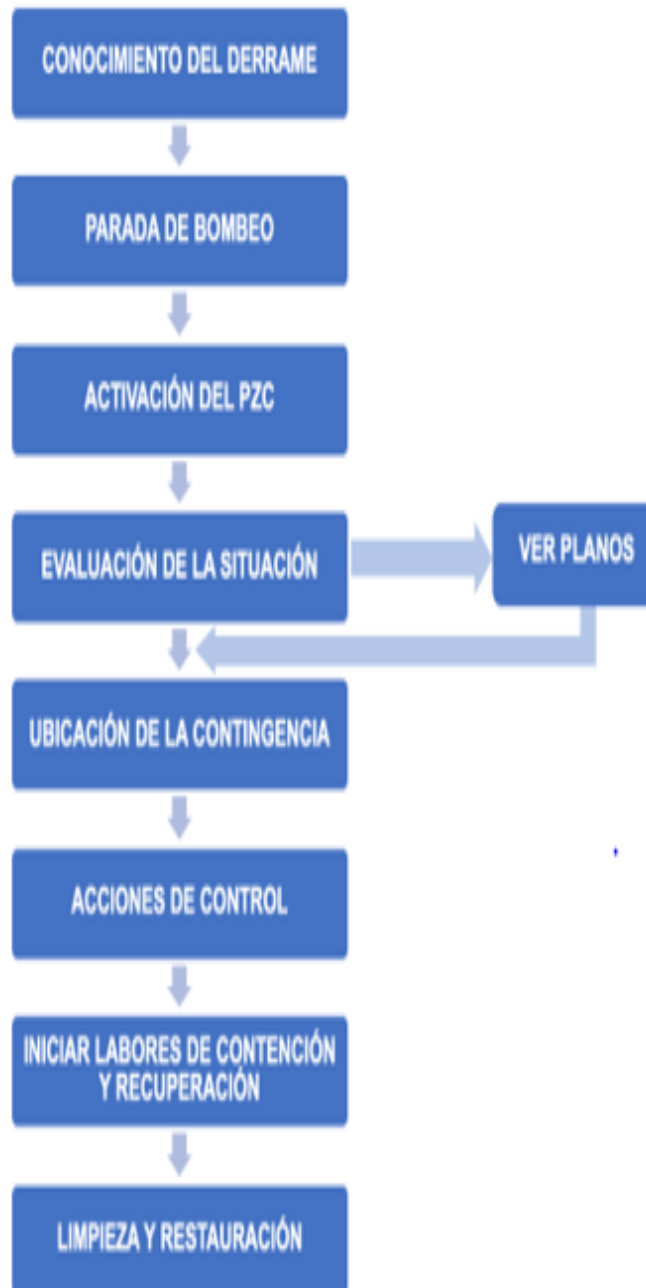 CONOCIMIENTO DEL DERRAME
PARADA DE BOMBEO
ACTIVACIÓN DEL PZC
EVALUACIÓN DE LA SITUACIÓN
VER PLANOS
UBICACIÓN DE LA CONTINGENCIA
ACCIONES DE CONTROL
INICIAR LABORES DE CONTENCIÓN
Y RECUPERACIÓN
LIMPIEZA Y RESTAURACIÓN